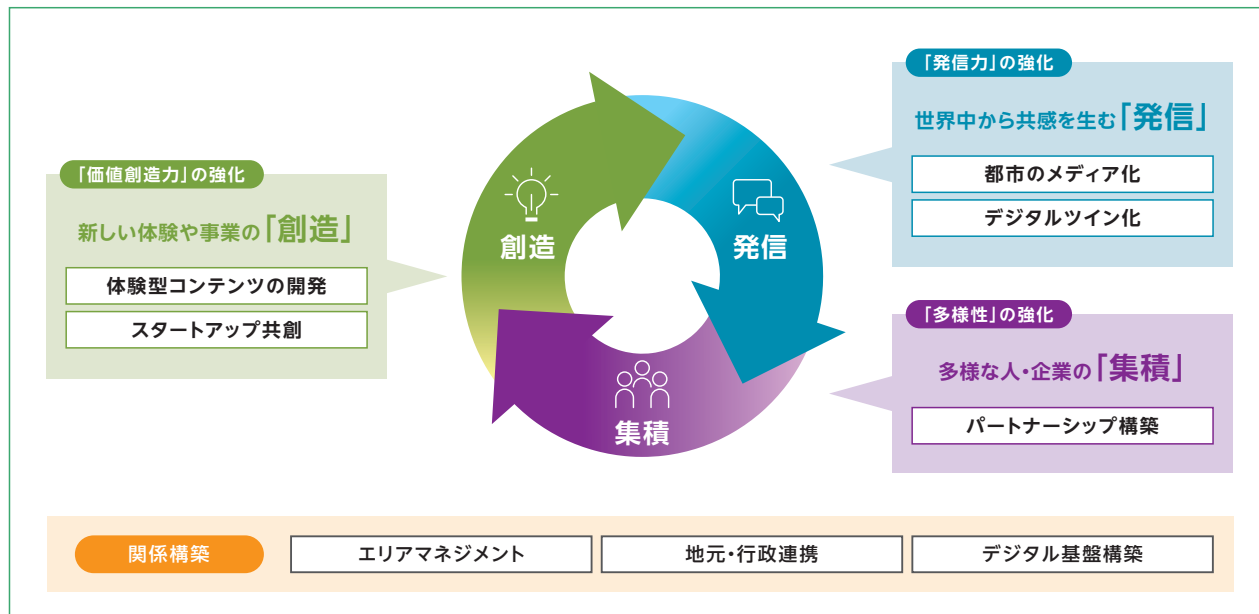 「価値創造力」の強化
新しい体験や事業の「創造」
体験型コンテンツの開発
スタートアップ共創
創造
発信
集積
「発信力」の強化
世界中から共感を生む「発信」
都市のメディア化
デジタルツイン化
「多様性」の強化
多様な人・企業の「集積」
パートナーシップ構築
関係構築
エリアマネジメント
地元・行政連携
デジタル基盤構築